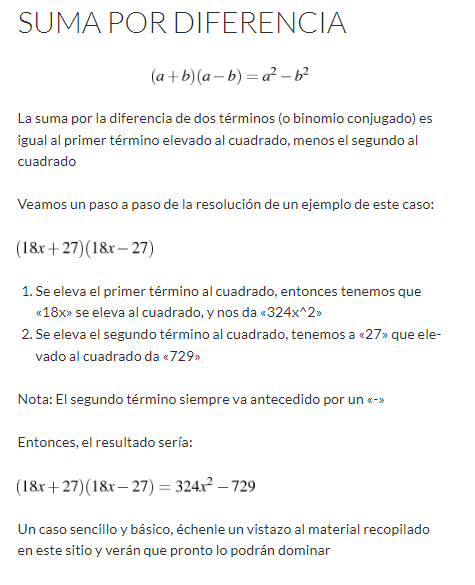 SUMA POR DIFERENCIA
(a+b)(a−b) = a² − b²
La suma por la diferencia de dos términos (o binomio conjugado) es
igual al primer término elevado al cuadrado, menos el segundo al
cuadrado
Veamos un paso a paso de la resolución de un ejemplo de este caso:
(18x+27)(18x−27)
1. Se eleva el primer término al cuadrado, entonces tenemos que
«18x» se eleva al cuadrado, y nos da «324x^2»
2. Se eleva el segundo término al cuadrado, tenemos a «27» que ele-
vado al cuadrado da «729»
Nota: El segundo término siempre va antecedido por un «-»
Entonces, el resultado sería:
(18x+27)(18x−27) = 324x² − 729
Un caso sencillo y básico, échenle un vistazo al material recopilado
en este sitio y verán que pronto lo podrán dominar